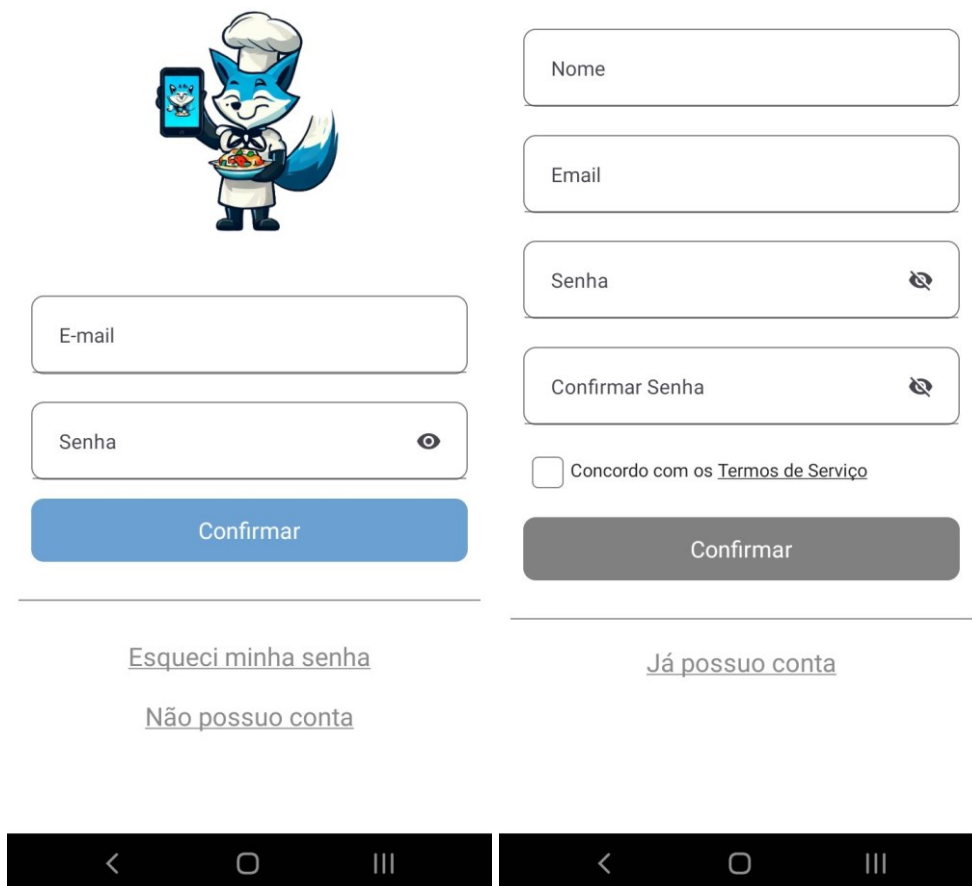 E-mail
Senha
Confirmar
Esqueci minha senha
Não possuo conta
Nome
Email
Senha
Confirmar Senha
Concordo com os Termos de Serviço
Confirmar
Já possuo conta